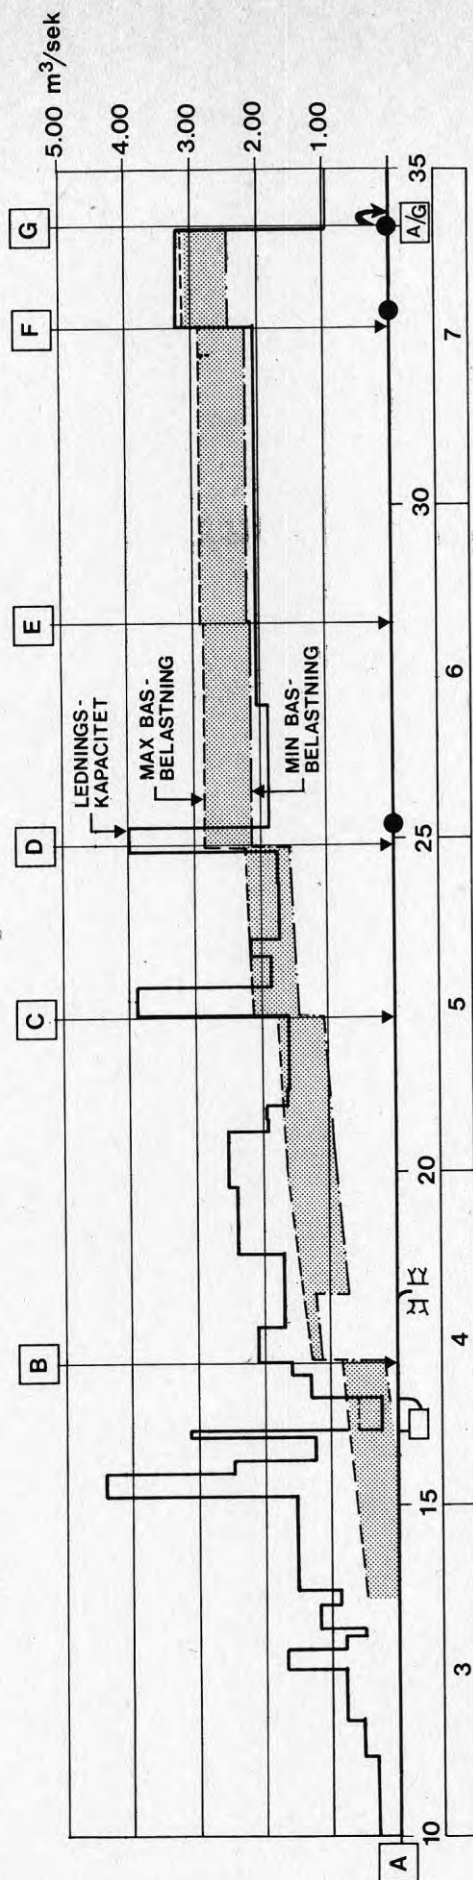 G
F
E
D
C
B
5.00 m³/sek
4.00
3.00
2.00
1.00
LEDNINGS-
KAPACITET
MAX BAS-
BELASTNING
MIN BAS-
BELASTNING
A
A/G
10
15
20
25
30
35
3
4
5
6
7